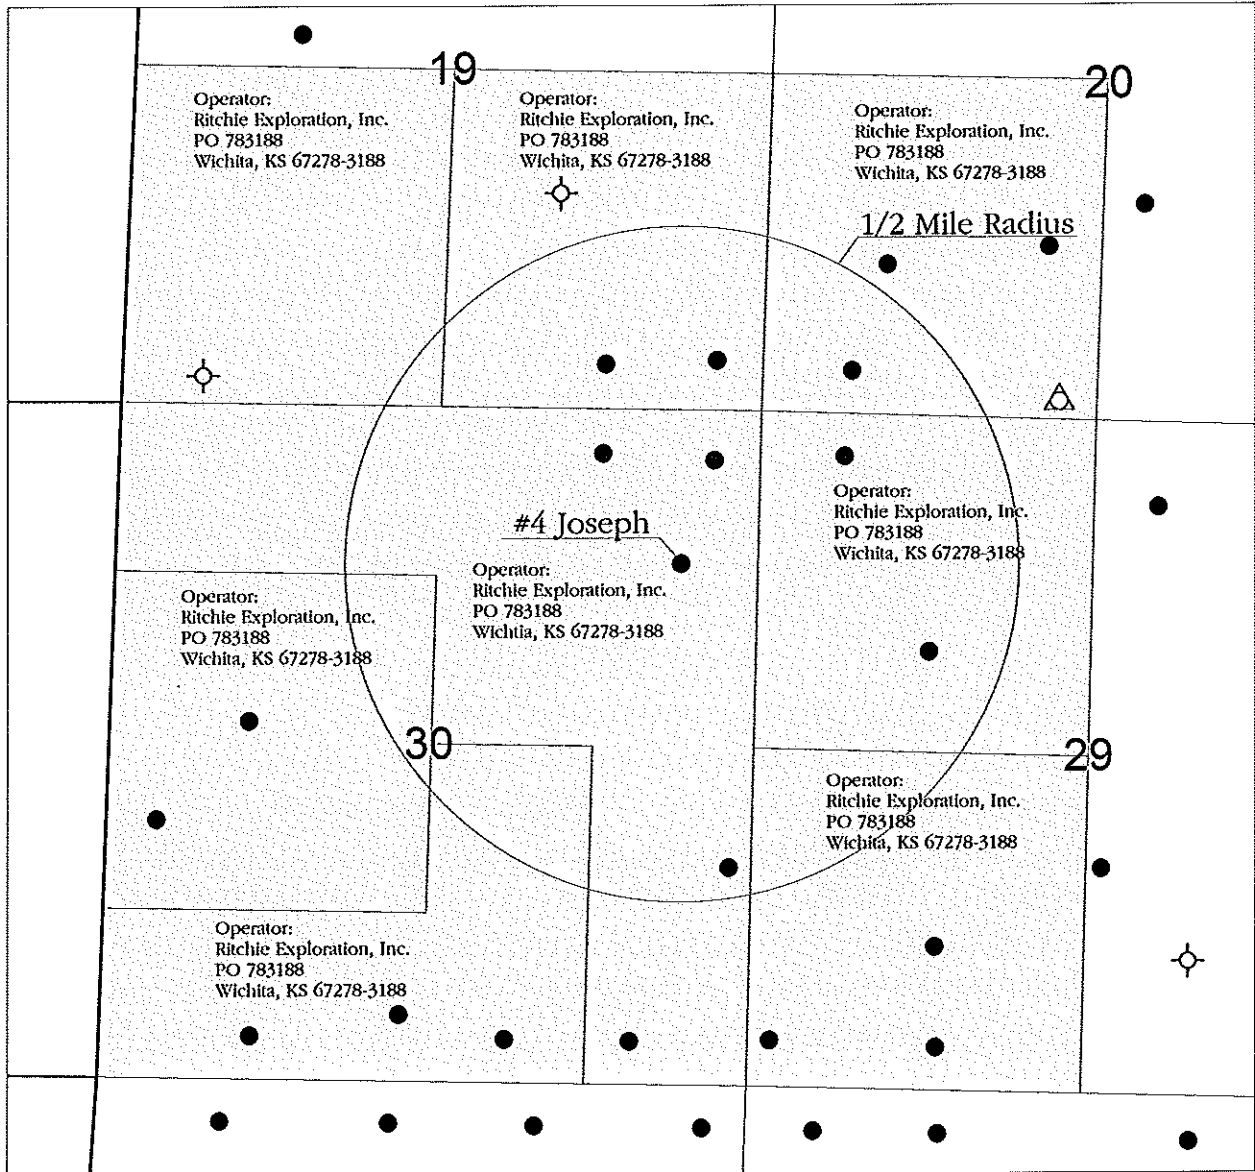 19
20
Operator:
Ritchie Exploration, Inc.
PO 783188
Wichita, KS 67278-3188
Operator:
Ritchie Exploration, Inc.
PO 783188
Wichita, KS 67278-3188
Operator:
Ritchie Exploration, Inc.
PO 783188
Wichita, KS 67278-3188
1/2 Mile Radius
#4 Joseph
Operator:
Ritchie Exploration, Inc.
PO 783188
Wichita, KS 67278-3188
Operator:
Ritchie Exploration, Inc.
PO 783188
Wichtia, KS 67278-3188
Operator:
Ritchie Exploration, Inc.
PO 783188
Wichita, KS 67278-3188
30
29
Operator:
Ritchie Exploration, Inc.
PO 783188
Wichita, KS 67278-3188
Operator:
Ritchie Exploration, Inc.
PO 783188
Wichita, KS 67278-3188